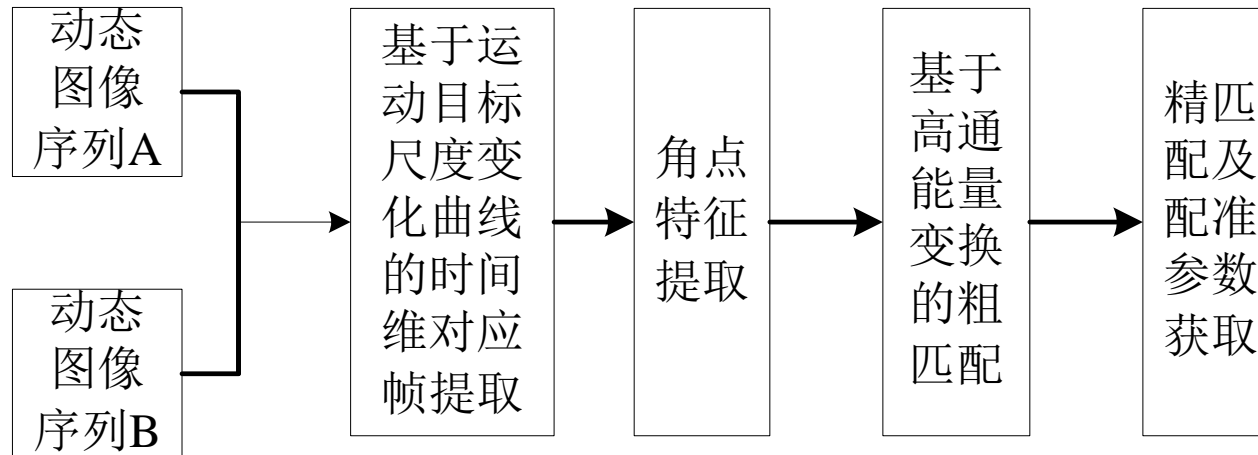 动态
图像
序列A
动态
图像
序列B
基于运
动目标
尺度变
化曲线
的时间
维对应
帧提取
角点
特征
提取
基于
高通
能量
变换
的粗
匹配
精匹
配及
配准
参数
获取